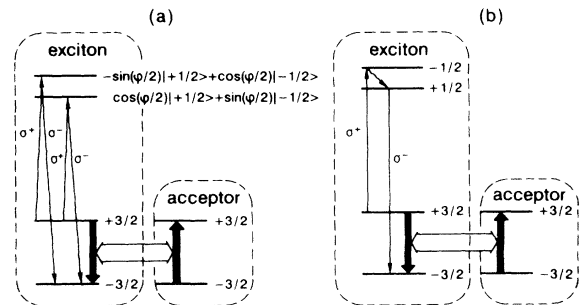 (a)
exciton
−sin(φ/2)|+1/2>+cos(φ/2)|−1/2>
cos(φ/2)|+1/2>+sin(φ/2)|−1/2>
σ⁺
σ⁻
σ⁺
σ⁻
acceptor
+3/2
+3/2
−3/2
−3/2
(b)
exciton
−1/2
+1/2
σ⁺
σ⁻
acceptor
+3/2
+3/2
−3/2
−3/2